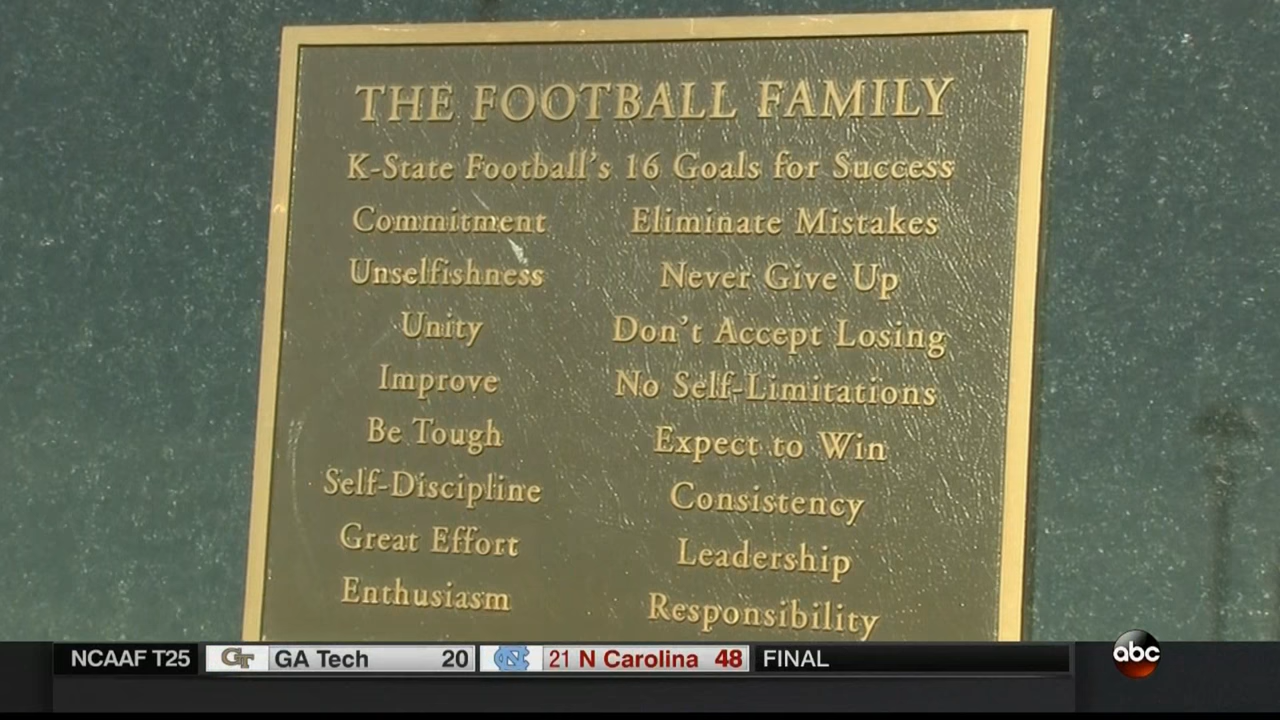 THE FOOTBALL FAMILY
K-State Football's 16 Goals for Success
Commitment
Unselfishness
Unity
Improve
Be Tough
Self-Discipline
Great Effort
Enthusiasm
Eliminate Mistakes
Never Give Up
Don't Accept Losing
No Self-Limitations
Expect to Win
Consistency
Leadership
Responsibility
NCAAF T25 GT GA Tech 20 NC 21 N Carolina 48 FINAL
abc